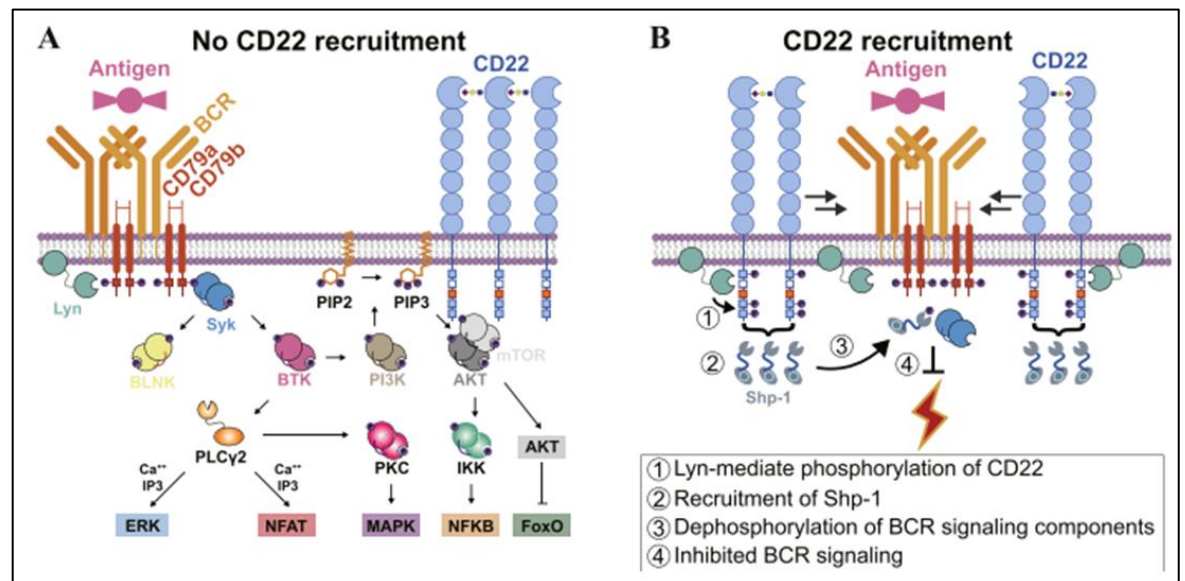 A
No CD22 recruitment
Antigen
BCR
CD79a
CD79b
CD22
Lyn
Syk
PIP2
PIP3
BLNK
BTK
PI3K
AKT
mTOR
PLCγ2
PKC
IKK
AKT
Ca⁺⁺
IP3
Ca⁺⁺
IP3
ERK
NFAT
MAPK
NFKB
FoxO
B
CD22 recruitment
Antigen
CD22
①
②
③
④
Shp-1
① Lyn-mediate phosphorylation of CD22
② Recruitment of Shp-1
③ Dephosphorylation of BCR signaling components
④ Inhibited BCR signaling